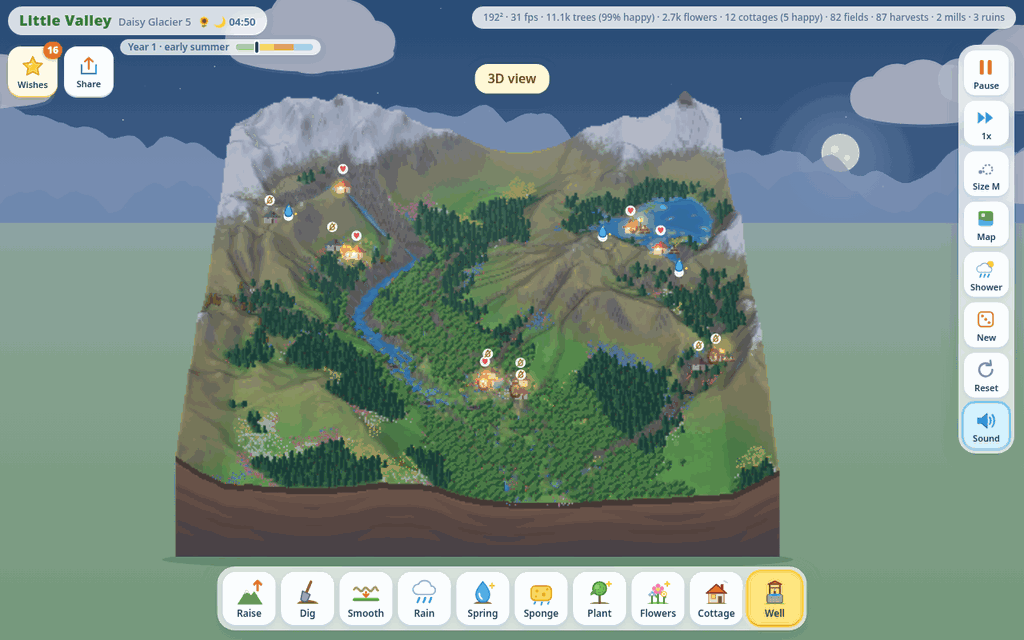 Little Valley Daisy Glacier 5 04:50
192² · 31 fps · 11.1k trees (99% happy) · 2.7k flowers · 12 cottages (5 happy) · 82 fields · 87 harvests · 2 mills · 3 ruins
Year 1 · early summer
16
Wishes
Share
3D view
Pause
1x
Size M
Map
Shower
New
Reset
Sound
Raise
Dig
Smooth
Rain
Spring
Sponge
Plant
Flowers
Cottage
Well